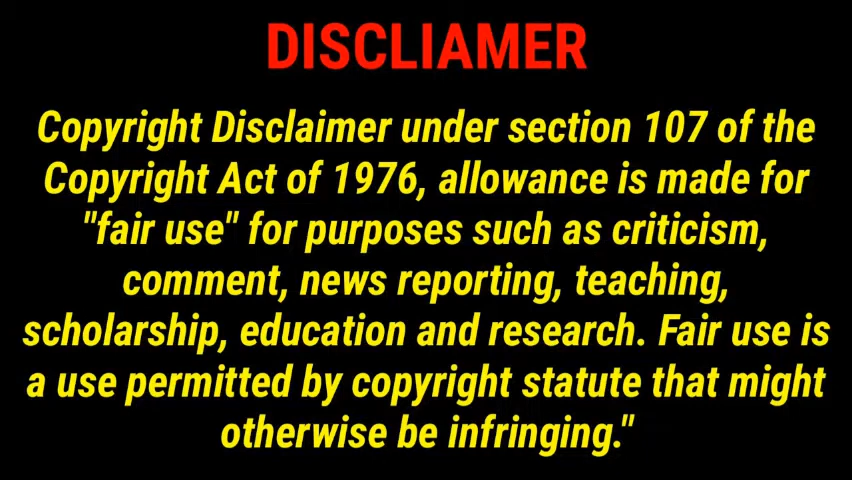 DISCLIAMER
Copyright Disclaimer under section 107 of the
Copyright Act of 1976, allowance is made for
"fair use" for purposes such as criticism,
comment, news reporting, teaching,
scholarship, education and research. Fair use is
a use permitted by copyright statute that might
otherwise be infringing."